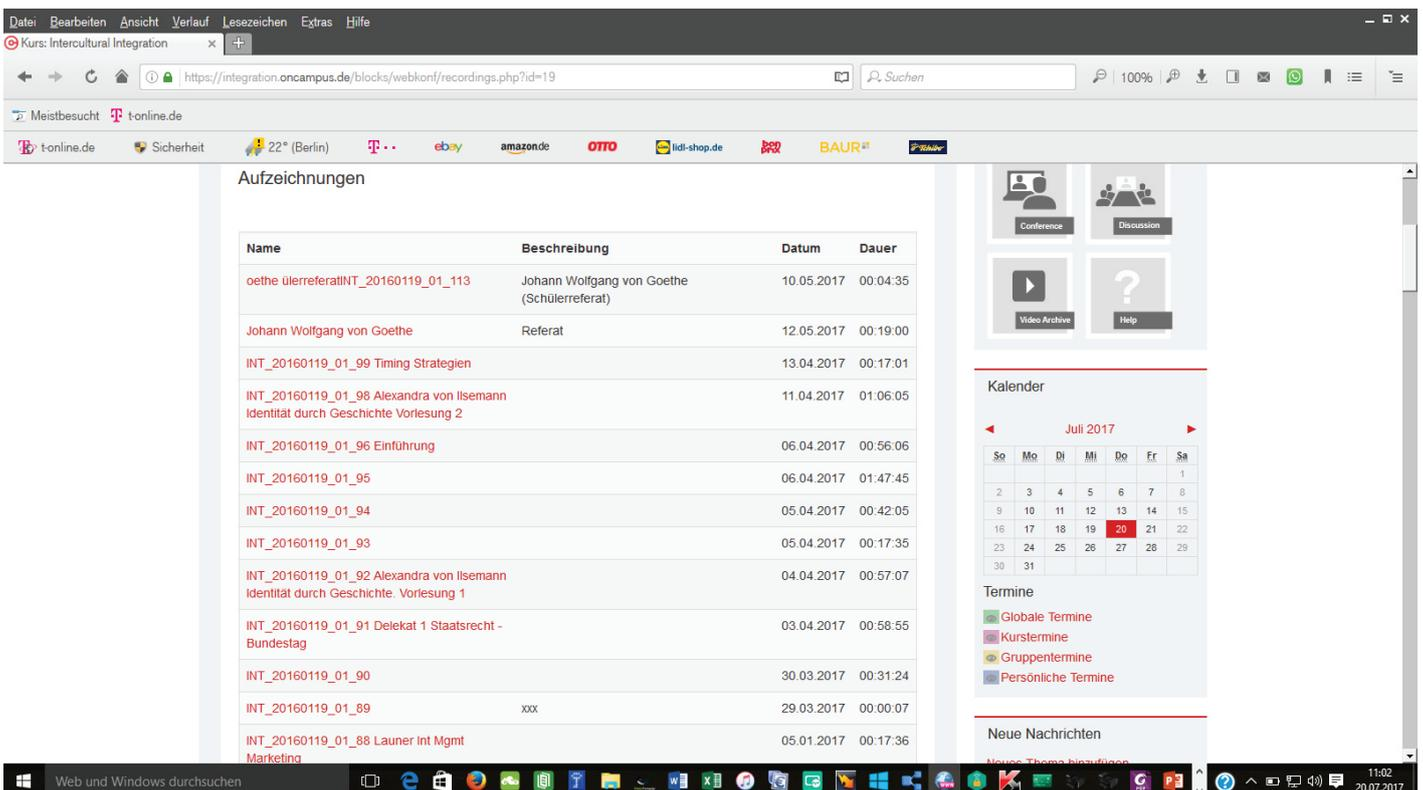 Datei Bearbeiten Ansicht Verlauf Lesezeichen Extras Hilfe
Kurs: Intercultural Integration
https://integration.oncampus.de/blocks/webkonf/recordings.php?id=19
Suchen
100%
Meistbesucht t-online.de
t-online.de Sicherheit 22° (Berlin) ebay amazon.de OTTO lidl-shop.de bon prix BAUR Tchibo
Aufzeichnungen
Name Beschreibung Datum Dauer
oethe ülerreferatINT_20160119_01_113 Johann Wolfgang von Goethe 10.05.2017 00:04:35
(Schülerreferat)
Johann Wolfgang von Goethe Referat 12.05.2017 00:19:00
INT_20160119_01_99 Timing Strategien 13.04.2017 00:17:01
INT_20160119_01_98 Alexandra von Ilsemann 11.04.2017 01:06:05
Identität durch Geschichte Vorlesung 2
INT_20160119_01_96 Einführung 06.04.2017 00:56:06
INT_20160119_01_95 06.04.2017 01:47:45
INT_20160119_01_94 05.04.2017 00:42:05
INT_20160119_01_93 05.04.2017 00:17:35
INT_20160119_01_92 Alexandra von Ilsemann 04.04.2017 00:57:07
Identität durch Geschichte. Vorlesung 1
INT_20160119_01_91 Delekat 1 Staatsrecht - 03.04.2017 00:58:55
Bundestag
INT_20160119_01_90 30.03.2017 00:31:24
INT_20160119_01_89 xxx 29.03.2017 00:00:07
INT_20160119_01_88 Launer Int Mgmt 05.01.2017 00:17:36
Marketing
Conference Discussion
Video Archive Help
Kalender
Juli 2017
So Mo Di Mi Do Fr Sa
1
2 3 4 5 6 7 8
9 10 11 12 13 14 15
16 17 18 19 20 21 22
23 24 25 26 27 28 29
30 31
Termine
Globale Termine
Kurstermine
Gruppentermine
Persönliche Termine
Neue Nachrichten
Neues Thema hinzufügen
Web und Windows durchsuchen
11:02
20.07.2017